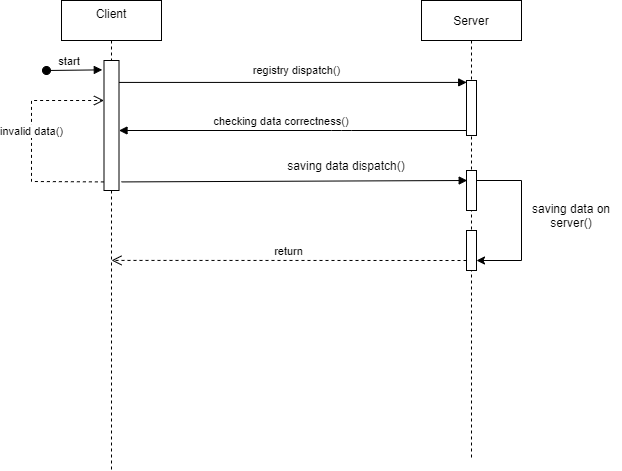 Client
Server
start
registry dispatch()
checking data correctness()
invalid data()
saving data dispatch()
saving data on
server()
return